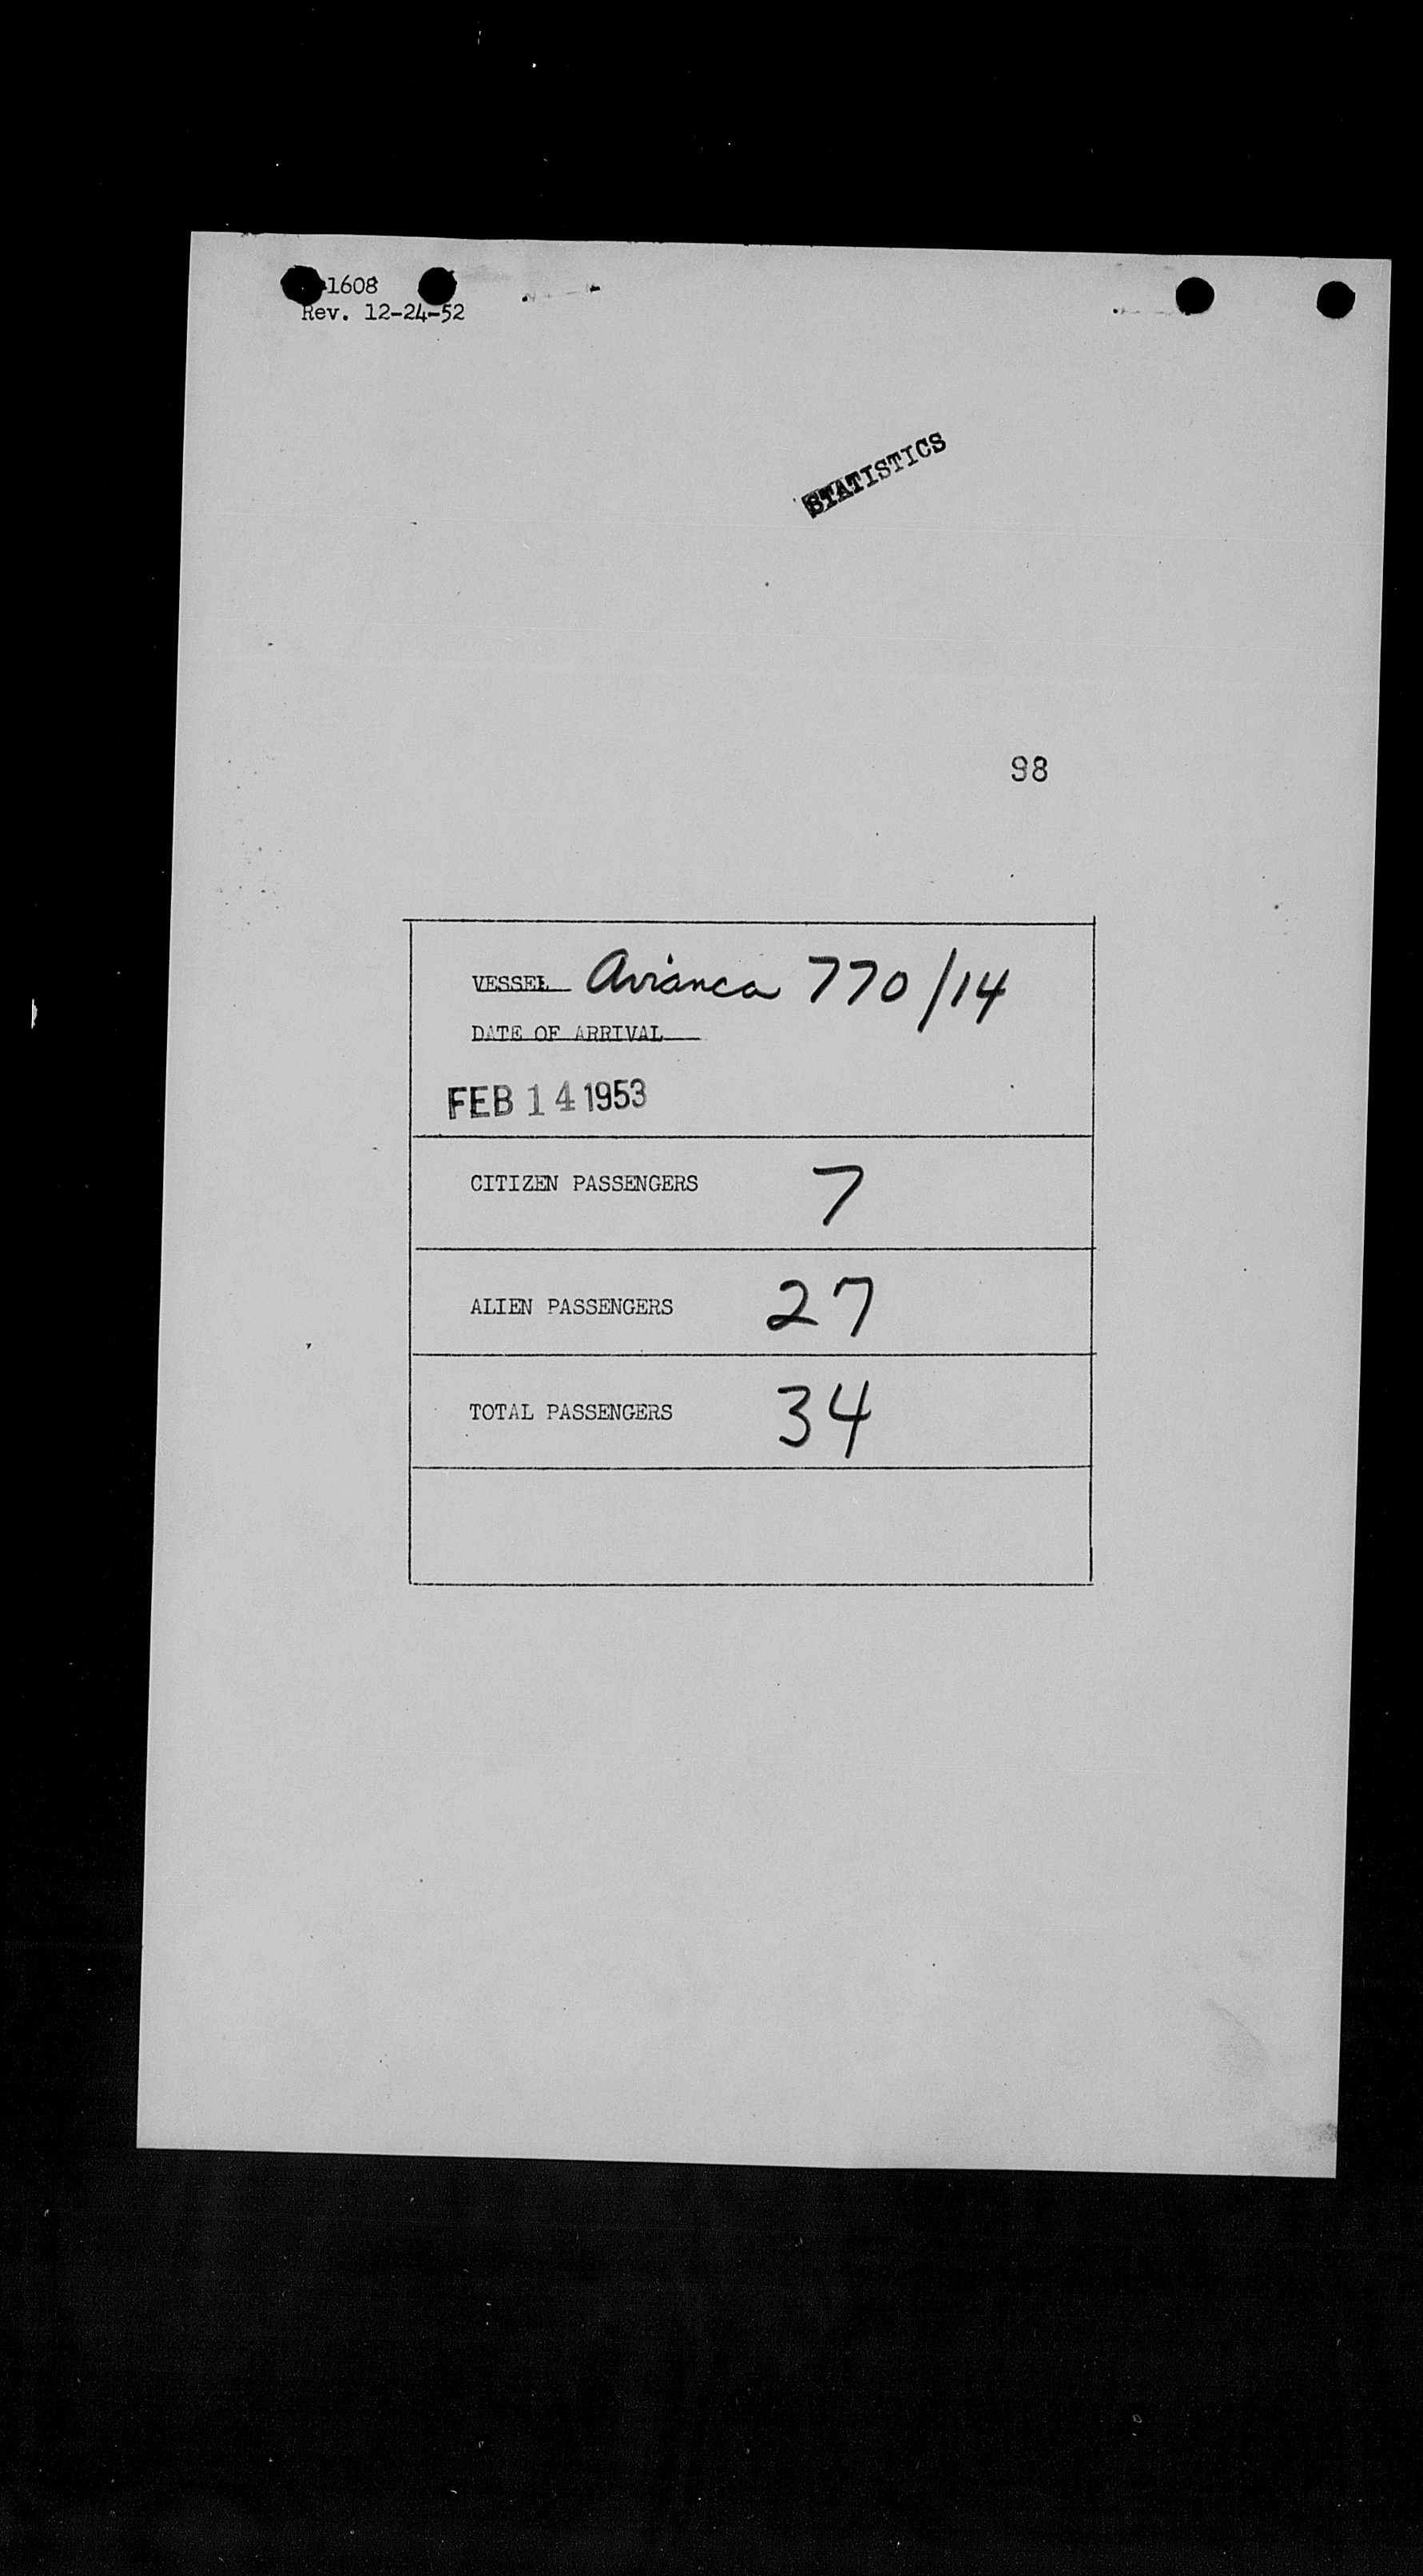 1608
Rev. 12-24-52
STATISTICS
98
VESSEL Avianca 770/14
DATE OF ARRIVAL
FEB 14 1953
CITIZEN PASSENGERS 7
ALIEN PASSENGERS 27
TOTAL PASSENGERS 34